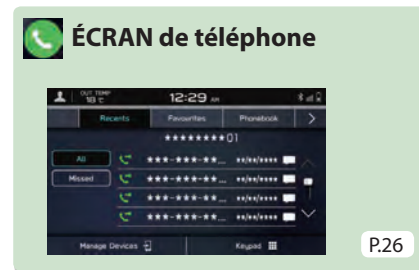 ÉCRAN de téléphone
OUT TEMP
18 °C 12:29 AM
Recents Favourites Phonebook >
********01
All ***-***-**... **/**/****
Missed ***-***-**... **/**/****
***-***-**... **/**/****
***-***-**... **/**/****
Manage Devices Keypad
P.26